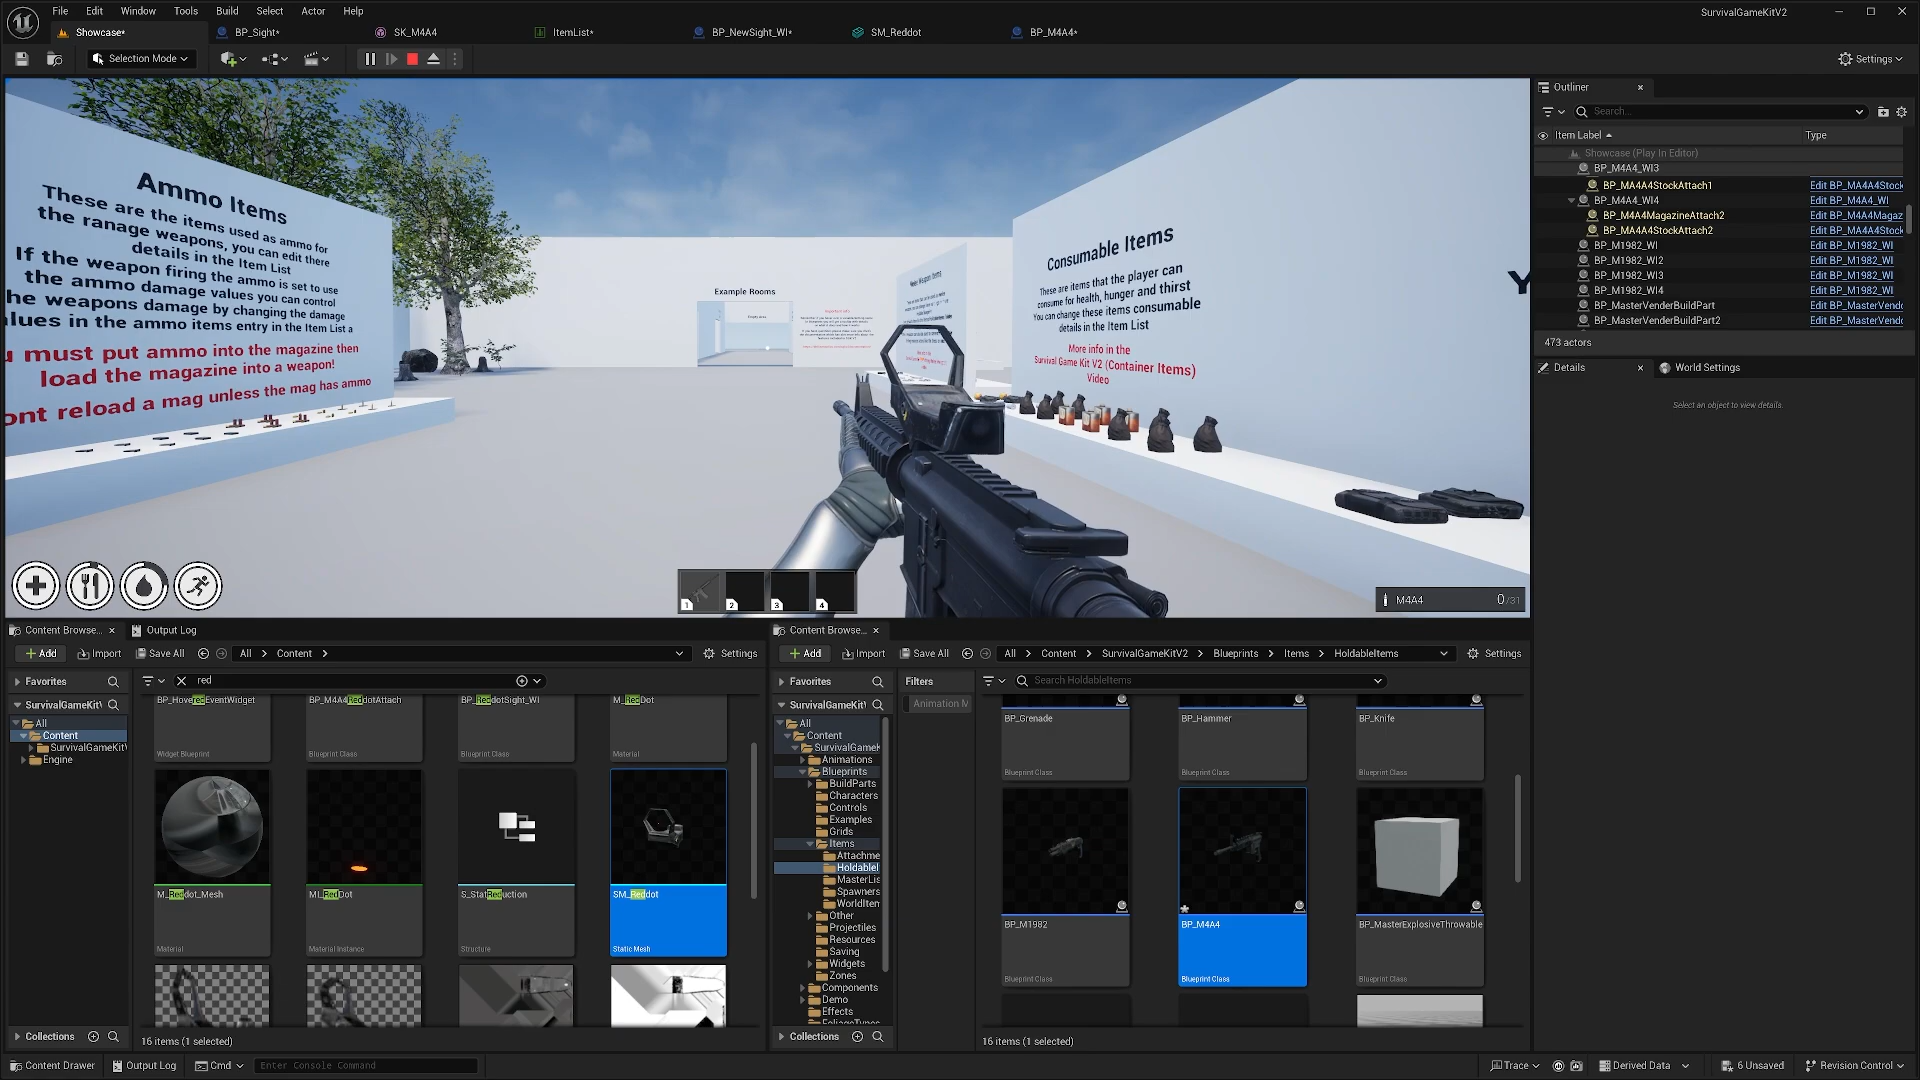 File Edit Window Tools Build Select Actor Help
SurvivalGameKitV2
Showcase*
BP_Sight*
SK_M4A4
ItemList*
BP_NewSight_WI*
SM_Reddot
BP_M4A4*
Selection Mode
Settings
Ammo Items
These are the items used as ammo for
the ranage weapons, you can edit there
details in the Item List
If the weapon firing the ammo is set to use
the ammo damage values you can control
he weapons damage by changing the damage
lues in the ammo items entry in the Item List a
u must put ammo into the magazine then
load the magazine into a weapon!
ont reload a mag unless the mag has ammo
Example Rooms
Consumable Items
These are items that the player can
consume for health, hunger and thirst
You can change these items consumable
details in the Item List
More info in the
Survival Game Kit V2 (Container Items)
Video
Y
1 2 3 4
M4A4 0/31
Outliner
Search...
Item Label Type
Showcase (Play In Editor)
BP_M4A4_WI3
BP_MA4A4StockAttach1 Edit BP_MA4A4Stock
BP_M4A4_WI4 Edit BP_M4A4_WI
BP_M4A4MagazineAttach2 Edit BP_M4A4Magaz
BP_MA4A4StockAttach2 Edit BP_MA4A4Stock
BP_M1982_WI Edit BP_M1982_WI
BP_M1982_WI2 Edit BP_M1982_WI
BP_M1982_WI3 Edit BP_M1982_WI
BP_M1982_WI4 Edit BP_M1982_WI
BP_MasterVenderBuildPart Edit BP_MasterVend
BP_MasterVenderBuildPart2 Edit BP_MasterVend
473 actors
Details
World Settings
Select an object to view details.
Content Browse...
Output Log
Add Import Save All All Content Settings
Favorites
red
SurvivalGameKit
All
Content
SurvivalGameKit
Engine
BP_HoveredEventWidget
Widget Blueprint
BP_M4A4ReddotAttach
Blueprint Class
BP_ReddotSight_WI
Blueprint Class
M_RedDot
Material
M_Reddot_Mesh
Material
MI_RedDot
Material Instance
S_StatReduction
Structure
SM_Reddot
Static Mesh
Collections
16 items (1 selected)
Content Browse...
Add Import Save All All Content SurvivalGameKitV2 Blueprints Items HoldableItems Settings
Favorites
Filters
Search HoldableItems
Animation M
SurvivalGameKit
All
Content
SurvivalGameK
Animations
Blueprints
BuildParts
Characters
Controls
Examples
Grids
Items
Attachme
HoldableI
MasterLis
Spawners
WorldItem
Other
Projectiles
Resources
Saving
Widgets
Zones
Components
Demo
Effects
FoliageTypes
BP_Grenade
Blueprint Class
BP_Hammer
Blueprint Class
BP_Knife
Blueprint Class
BP_M1982
Blueprint Class
BP_M4A4
Blueprint Class
BP_MasterExplosiveThrowable
Blueprint Class
Collections
16 items (1 selected)
Content Drawer Output Log Cmd Enter Console Command
Trace Derived Data 6 Unsaved Revision Control